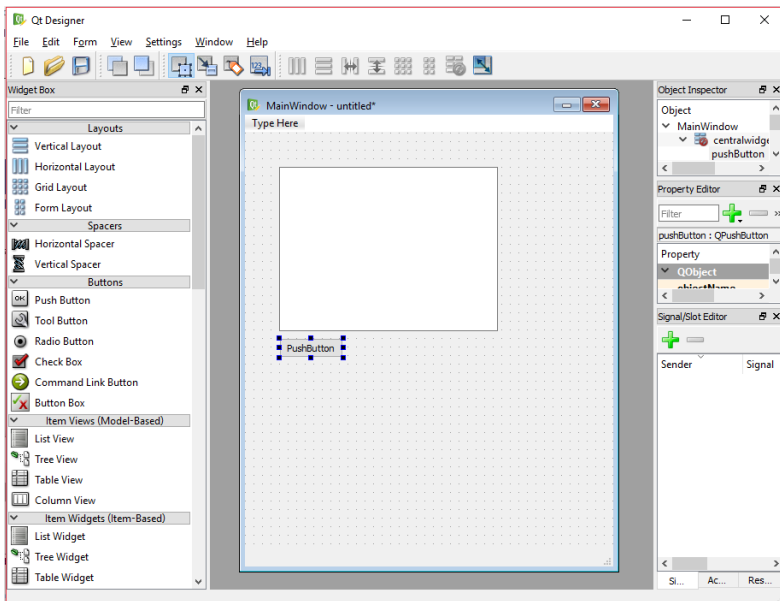 Qt Designer
File Edit Form View Settings Window Help
Widget Box
Filter
Layouts
Vertical Layout
Horizontal Layout
Grid Layout
Form Layout
Spacers
Horizontal Spacer
Vertical Spacer
Buttons
OK Push Button
Tool Button
Radio Button
Check Box
Command Link Button
Button Box
Item Views (Model-Based)
List View
Tree View
Table View
Column View
Item Widgets (Item-Based)
List Widget
Tree Widget
Table Widget
MainWindow - untitled*
Type Here
PushButton
Object Inspector
Object
MainWindow
centralwidge
pushButton
Property Editor
Filter
pushButton : QPushButton
Property
QObject
objectName
Signal/Slot Editor
Sender Signal
Si... Ac... Res...